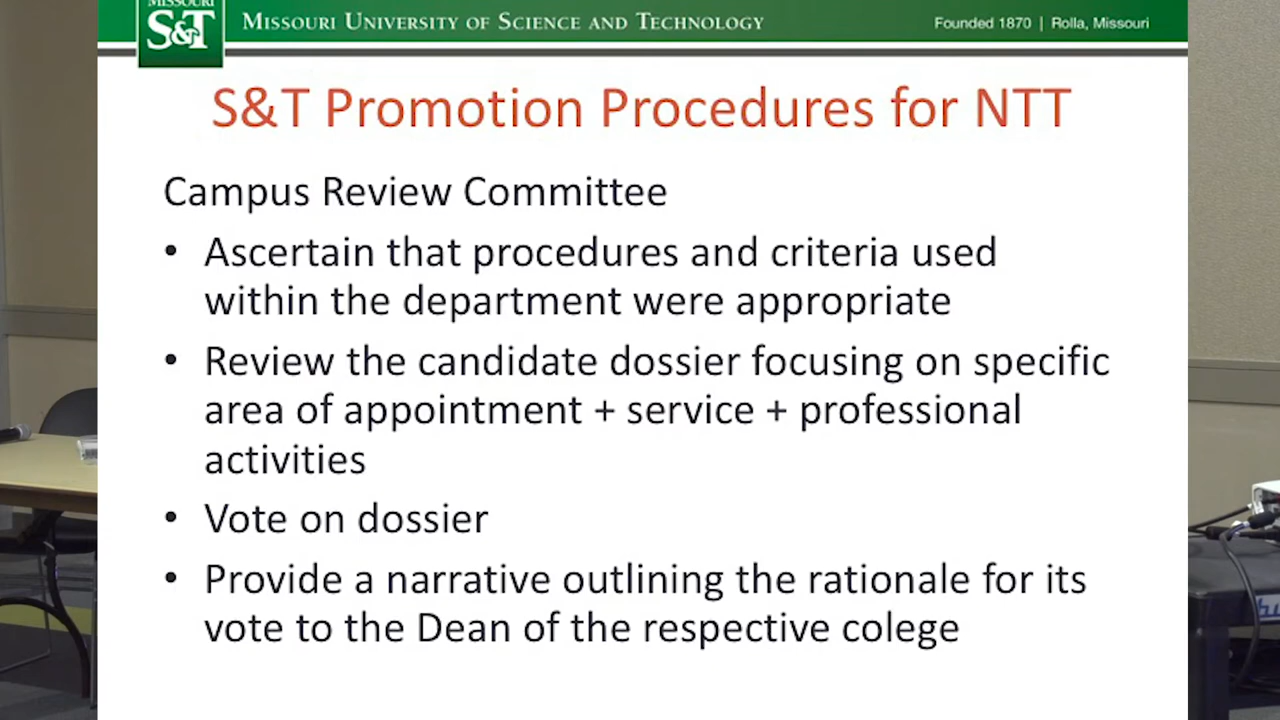 MISSOURI
S&T
MISSOURI UNIVERSITY OF SCIENCE AND TECHNOLOGY
Founded 1870 | Rolla, Missouri
S&T Promotion Procedures for NTT
Campus Review Committee
• Ascertain that procedures and criteria used
within the department were appropriate
• Review the candidate dossier focusing on specific
area of appointment + service + professional
activities
• Vote on dossier
• Provide a narrative outlining the rationale for its
vote to the Dean of the respective colege